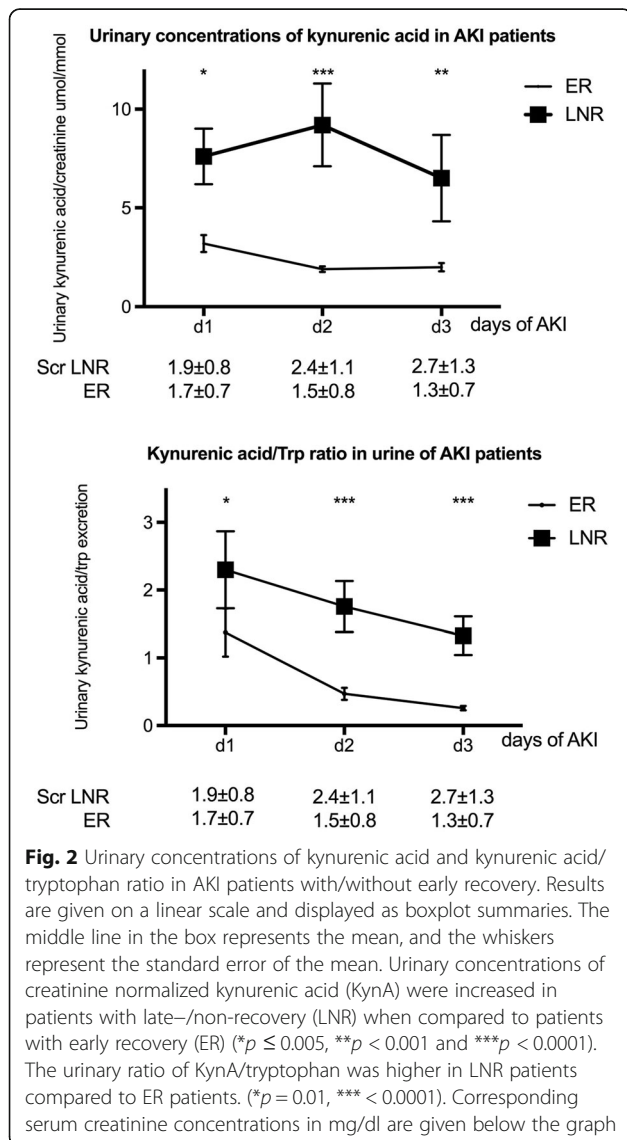 Urinary concentrations of kynurenic acid in AKI patients
* *** **
ER
LNR
Urinary kynurenic acid/creatinine umol/mmol
10
5
0
d1 d2 d3 days of AKI
Scr LNR 1.9±0.8 2.4±1.1 2.7±1.3
ER 1.7±0.7 1.5±0.8 1.3±0.7
Kynurenic acid/Trp ratio in urine of AKI patients
* *** ***
ER
LNR
Urinary kynurenic acid/trp excretion
3
2
1
0
d1 d2 d3 days of AKI
Scr LNR 1.9±0.8 2.4±1.1 2.7±1.3
ER 1.7±0.7 1.5±0.8 1.3±0.7
Fig. 2 Urinary concentrations of kynurenic acid and kynurenic acid/
tryptophan ratio in AKI patients with/without early recovery. Results
are given on a linear scale and displayed as boxplot summaries. The
middle line in the box represents the mean, and the whiskers
represent the standard error of the mean. Urinary concentrations of
creatinine normalized kynurenic acid (KynA) were increased in
patients with late–/non-recovery (LNR) when compared to patients
with early recovery (ER) (*p ≤ 0.005, **p < 0.001 and ***p < 0.0001).
The urinary ratio of KynA/tryptophan was higher in LNR patients
compared to ER patients. (*p = 0.01, *** < 0.0001). Corresponding
serum creatinine concentrations in mg/dl are given below the graph